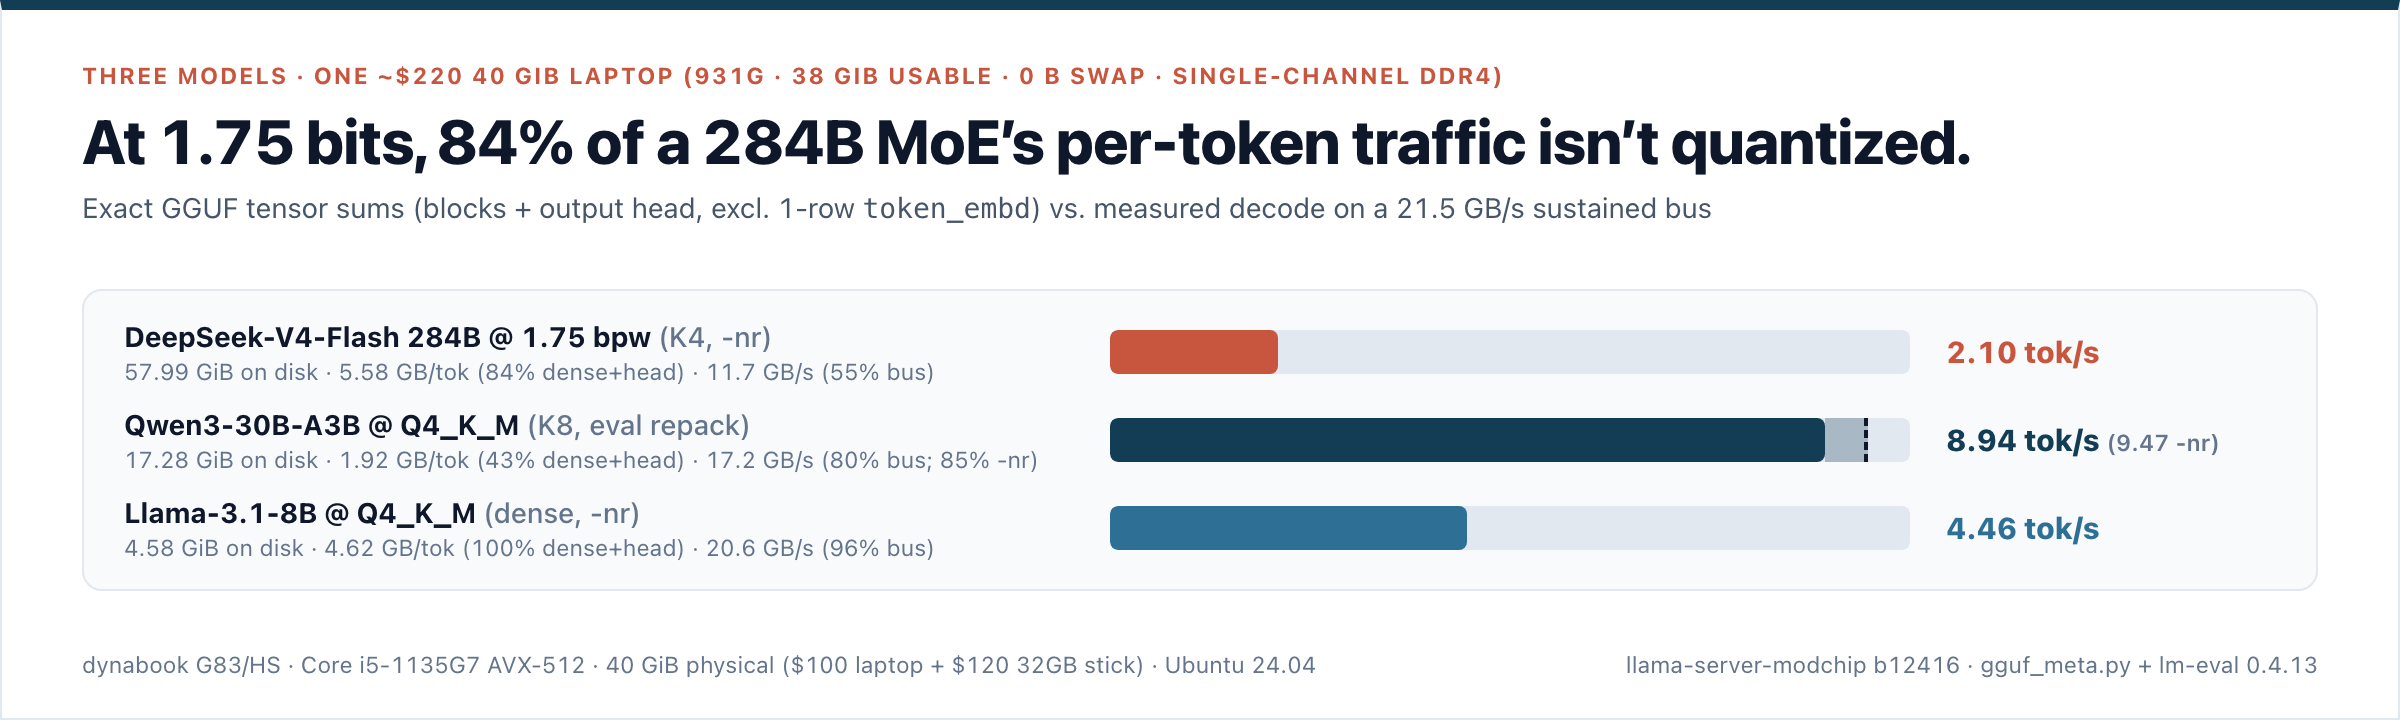 THREE MODELS · ONE ~$220 40 GIB LAPTOP (931G · 38 GIB USABLE · 0 B SWAP · SINGLE-CHANNEL DDR4)
At 1.75 bits, 84% of a 284B MoE’s per-token traffic isn’t quantized.
Exact GGUF tensor sums (blocks + output head, excl. 1-row token_embd) vs. measured decode on a 21.5 GB/s sustained bus
DeepSeek-V4-Flash 284B @ 1.75 bpw (K4, -nr)
57.99 GiB on disk · 5.58 GB/tok (84% dense+head) · 11.7 GB/s (55% bus)
2.10 tok/s
Qwen3-30B-A3B @ Q4_K_M (K8, eval repack)
17.28 GiB on disk · 1.92 GB/tok (43% dense+head) · 17.2 GB/s (80% bus; 85% -nr)
8.94 tok/s (9.47 -nr)
Llama-3.1-8B @ Q4_K_M (dense, -nr)
4.58 GiB on disk · 4.62 GB/tok (100% dense+head) · 20.6 GB/s (96% bus)
4.46 tok/s
dynabook G83/HS · Core i5-1135G7 AVX-512 · 40 GiB physical ($100 laptop + $120 32GB stick) · Ubuntu 24.04
llama-server-modchip b12416 · gguf_meta.py + lm-eval 0.4.13